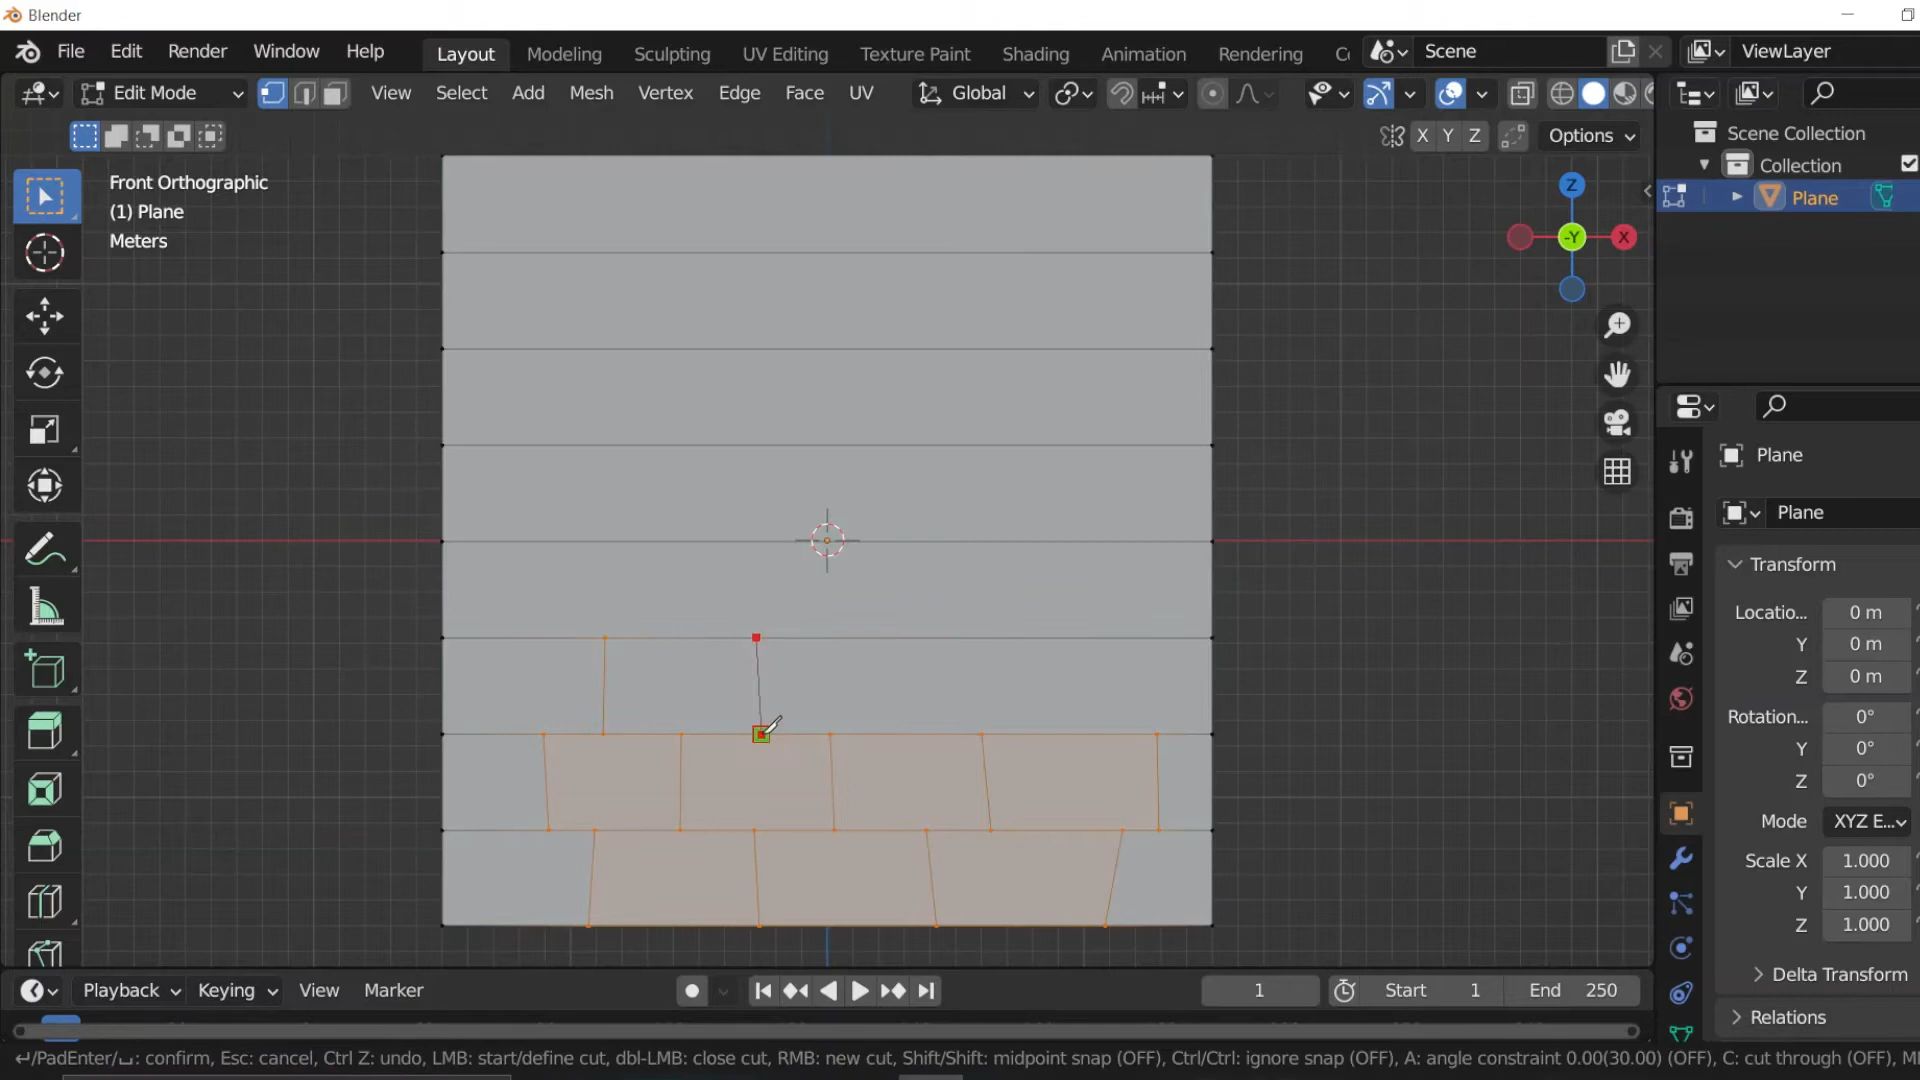 Blender
File Edit Render Window Help Layout Modeling Sculpting UV Editing Texture Paint Shading Animation Rendering Scene ViewLayer
Edit Mode View Select Add Mesh Vertex Edge Face UV Global
X Y Z Options
Scene Collection
Collection
Plane
Front Orthographic
(1) Plane
Meters
Z
-Y X
Plane
Plane
Transform
Locatio... 0 m
Y 0 m
Z 0 m
Rotation... 0°
Y 0°
Z 0°
Mode XYZ E...
Scale X 1.000
Y 1.000
Z 1.000
Delta Transform
Relations
Playback Keying View Marker 1 Start 1 End 250
/PadEnter/: confirm, Esc: cancel, Ctrl Z: undo, LMB: start/define cut, dbl-LMB: close cut, RMB: new cut, Shift/Shift: midpoint snap (OFF), Ctrl/Ctrl: ignore snap (OFF), A: angle constraint 0.00(30.00) (OFF), C: cut through (OFF),